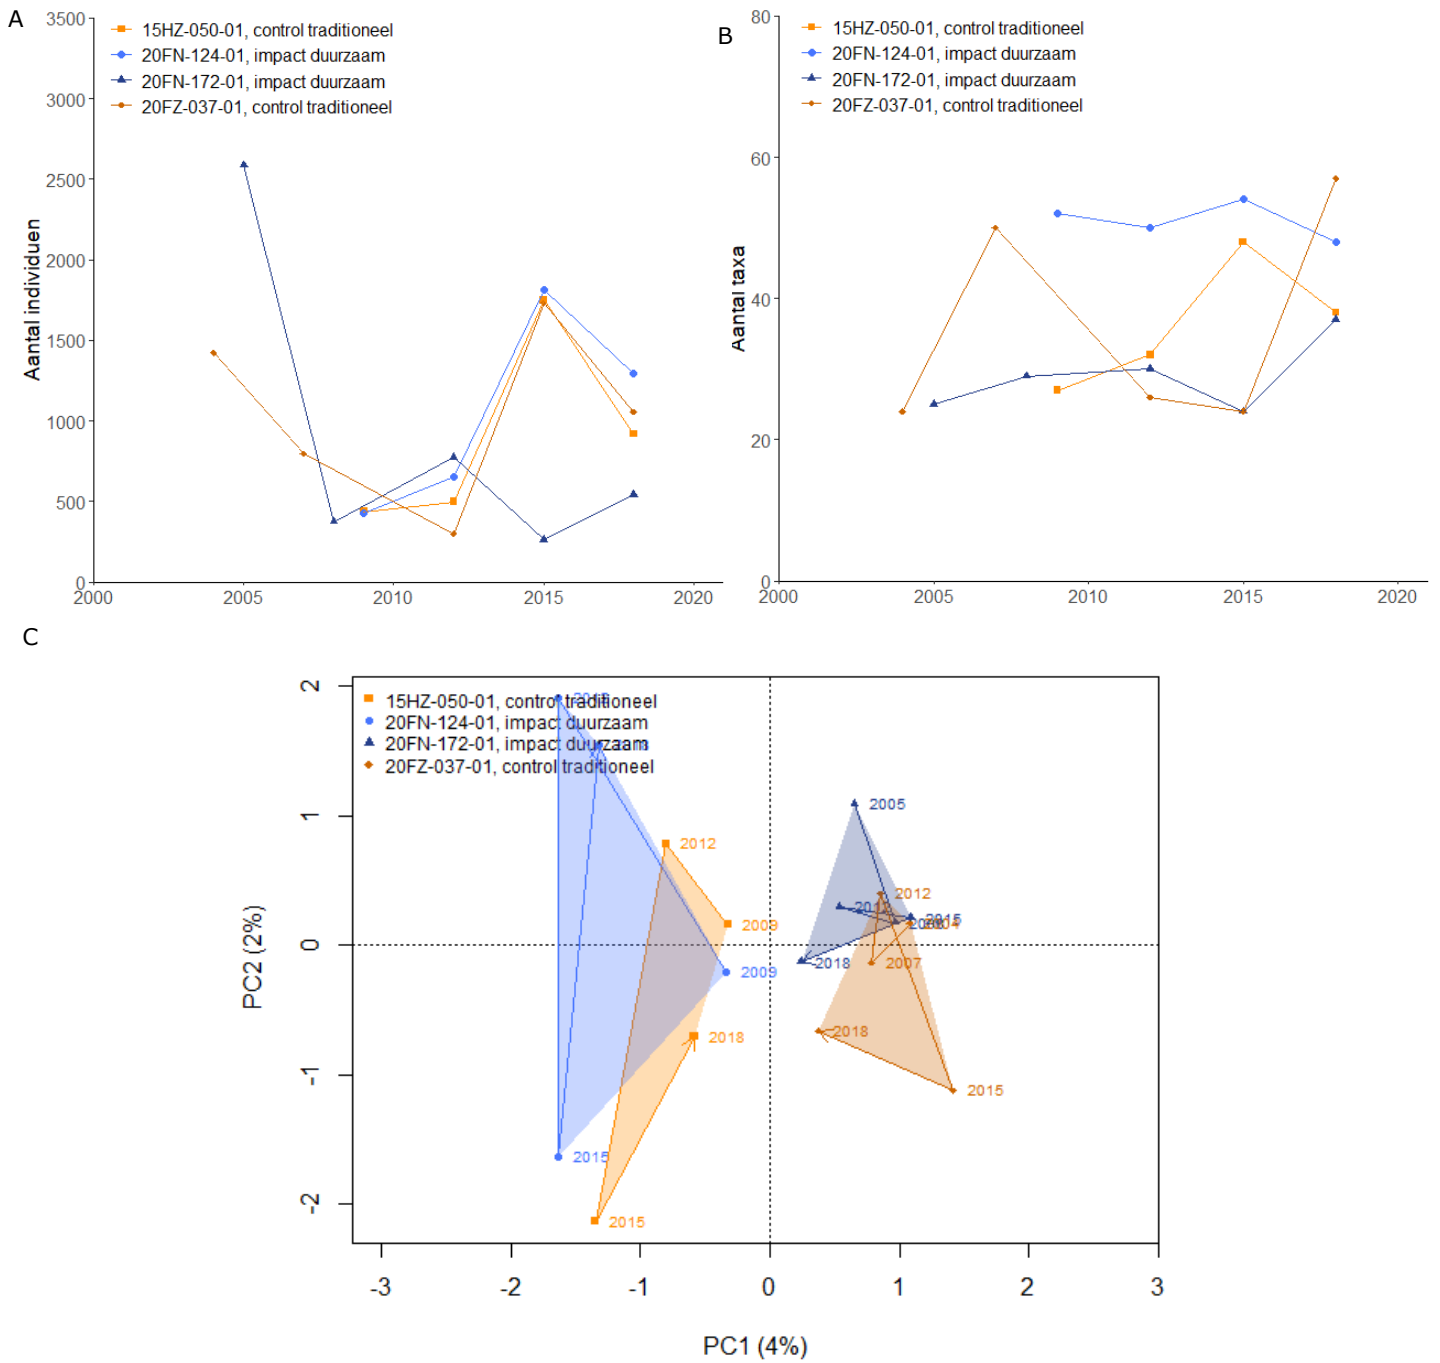 A
15HZ-050-01, control traditioneel
20FN-124-01, impact duurzaam
20FN-172-01, impact duurzaam
20FZ-037-01, control traditioneel
3500
3000
2500
2000
1500
1000
500
0
Aantal individuen
2000
2005
2010
2015
2020
B
15HZ-050-01, control traditioneel
20FN-124-01, impact duurzaam
20FN-172-01, impact duurzaam
20FZ-037-01, control traditioneel
80
60
40
20
0
Aantal taxa
2000
2005
2010
2015
2020
C
15HZ-050-01, control traditioneel
20FN-124-01, impact duurzaam
20FN-172-01, impact duurzaam
20FZ-037-01, control traditioneel
2
1
0
-1
-2
PC2 (2%)
2012
2009
2009
2018
2015
2015
2005
2012
2012
2015
2004
2018
2007
2018
2015
-3
-2
-1
0
1
2
3
PC1 (4%)